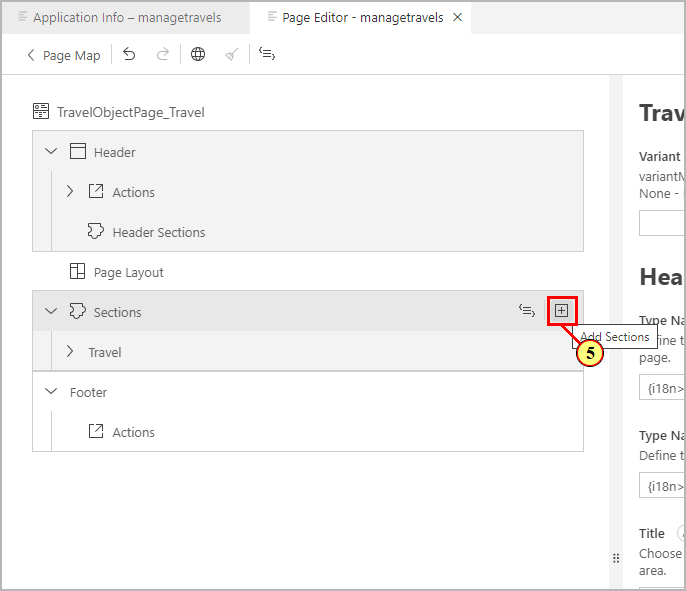 Application Info – managetravels
Page Editor - managetravels
Page Map
TravelObjectPage_Travel
Header
Actions
Header Sections
Page Layout
Sections
Add Sections
5
Travel
Footer
Actions
Trav
Variant
variantM
None -
Hea
Type Na
Define t
page.
{i18n>
Type Na
Define t
{i18n>
Title
Choose
area.